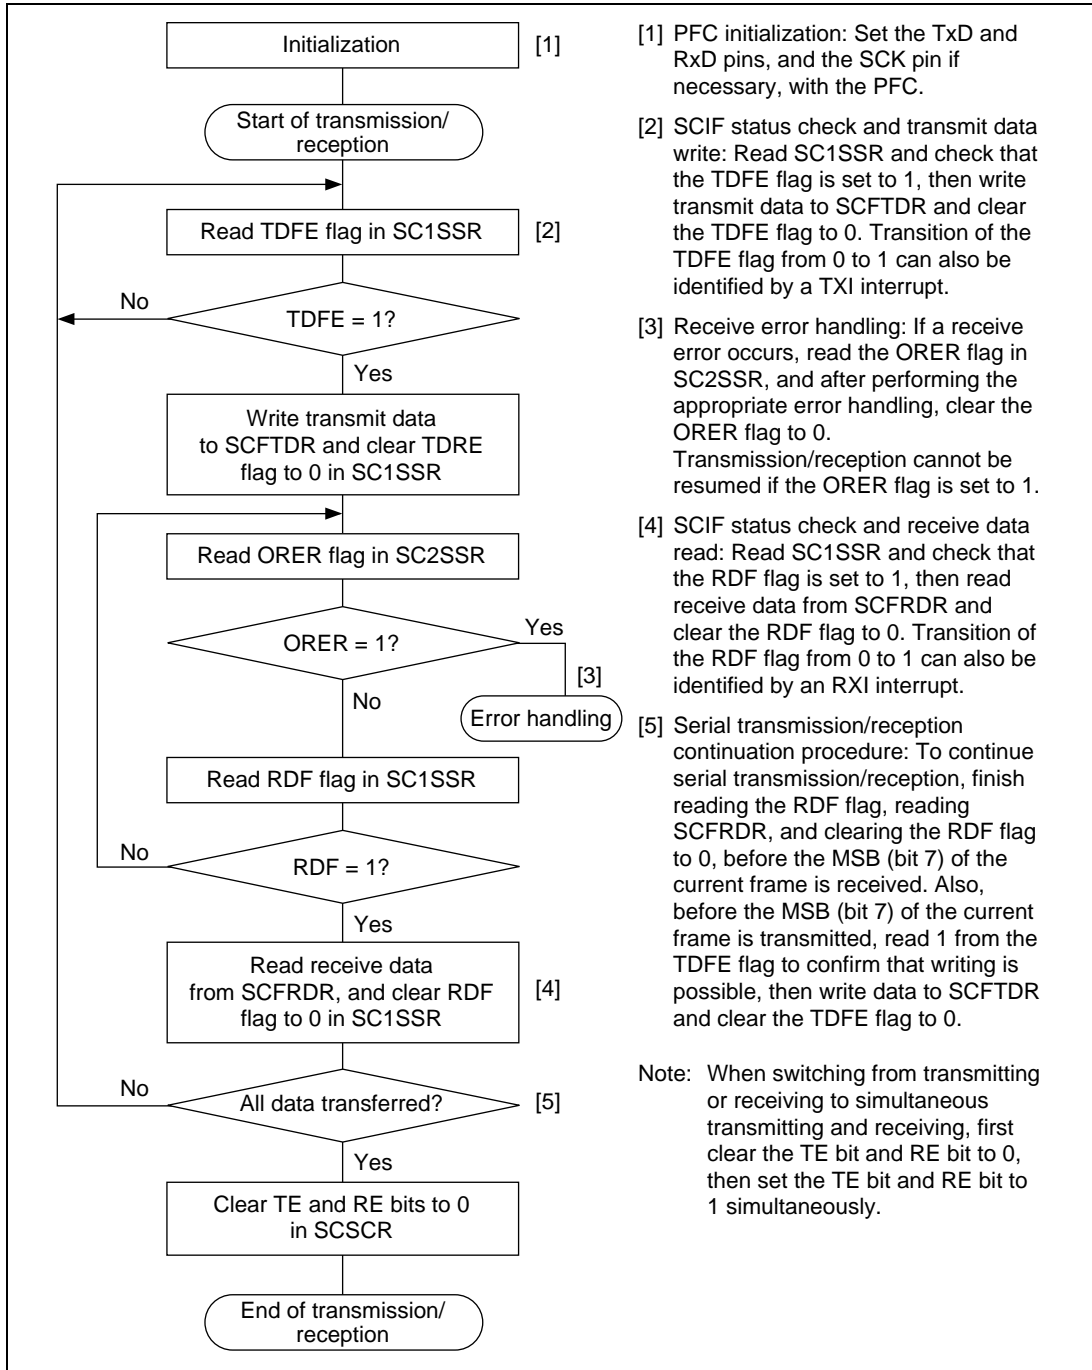 Initialization
[1]
Start of transmission/
reception
Read TDFE flag in SC1SSR
[2]
No
TDFE = 1?
Yes
Write transmit data
to SCFTDR and clear TDRE
flag to 0 in SC1SSR
Read ORER flag in SC2SSR
Yes
ORER = 1?
[3]
No
Error handling
Read RDF flag in SC1SSR
No
RDF = 1?
Yes
Read receive data
from SCFRDR, and clear RDF
flag to 0 in SC1SSR
[4]
No
All data transferred?
[5]
Yes
Clear TE and RE bits to 0
in SCSCR
End of transmission/
reception
[1] PFC initialization: Set the TxD and
RxD pins, and the SCK pin if
necessary, with the PFC.
[2] SCIF status check and transmit data
write: Read SC1SSR and check that
the TDFE flag is set to 1, then write
transmit data to SCFTDR and clear
the TDFE flag to 0. Transition of the
TDFE flag from 0 to 1 can also be
identified by a TXI interrupt.
[3] Receive error handling: If a receive
error occurs, read the ORER flag in
SC2SSR, and after performing the
appropriate error handling, clear the
ORER flag to 0.
Transmission/reception cannot be
resumed if the ORER flag is set to 1.
[4] SCIF status check and receive data
read: Read SC1SSR and check that
the RDF flag is set to 1, then read
receive data from SCFRDR and
clear the RDF flag to 0. Transition of
the RDF flag from 0 to 1 can also be
identified by an RXI interrupt.
[5] Serial transmission/reception
continuation procedure: To continue
serial transmission/reception, finish
reading the RDF flag, reading
SCFRDR, and clearing the RDF flag
to 0, before the MSB (bit 7) of the
current frame is received. Also,
before the MSB (bit 7) of the current
frame is transmitted, read 1 from the
TDFE flag to confirm that writing is
possible, then write data to SCFTDR
and clear the TDFE flag to 0.
Note: When switching from transmitting
or receiving to simultaneous
transmitting and receiving, first
clear the TE bit and RE bit to 0,
then set the TE bit and RE bit to
1 simultaneously.